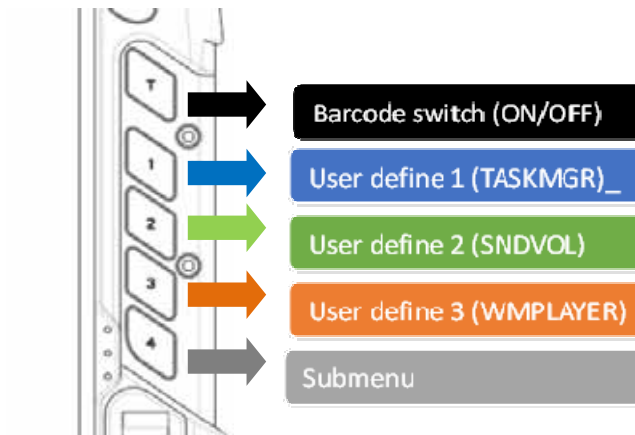 T
Barcode switch (ON/OFF)
1
User define 1 (TASKMGR)_
2
User define 2 (SNDVOL)
3
User define 3 (WMPLAYER)
4
Submenu